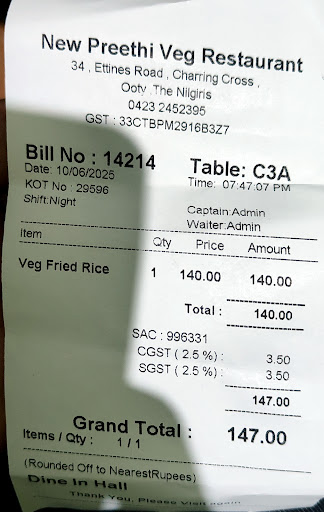 New Preethi Veg Restaurant
34 , Ettines Road , Charring Cross ,
Ooty .The Nilgiris
0423 2452395
GST : 33CTBPM2916B3Z7
Bill No : 14214 Table: C3A
Date: 10/06/2025 Time: 07:47:07 PM
KOT No : 29596
Shift:Night Captain:Admin
Waiter:Admin
Item Qty Price Amount
Veg Fried Rice 1 140.00 140.00
Total : 140.00
SAC : 996331
CGST ( 2.5 %) : 3.50
SGST ( 2.5 %) : 3.50
147.00
Grand Total : 147.00
Items / Qty : 1 / 1
(Rounded Off to NearestRupees)
Dine In Hall
Thank You, Please Visit again